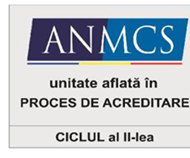 ANMCS
unitate aflată în
PROCES DE ACREDITARE
CICLUL al II-lea